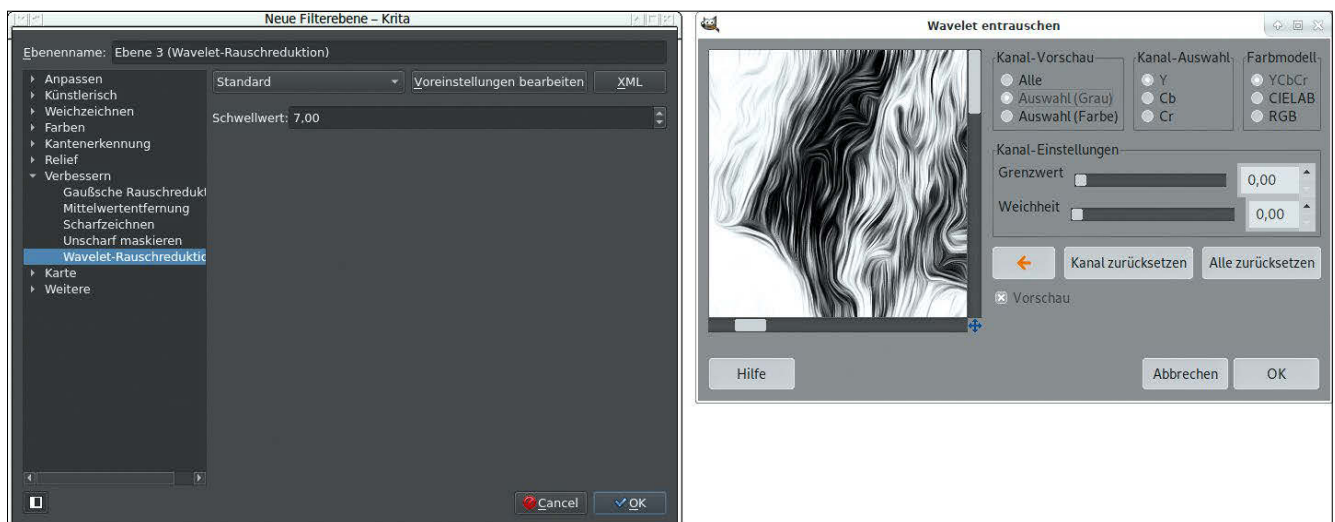 Neue Filterebene – Krita
Ebenenname: Ebene 3 (Wavelet-Rauschreduktion)
Anpassen
Künstlerisch
Weichzeichnen
Farben
Kantenerkennung
Relief
Verbessern
Gaußsche Rauschredukt
Mittelwertentfernung
Scharfzeichnen
Unscharf maskieren
Wavelet-Rauschreduktic
Karte
Weitere
Standard
Voreinstellungen bearbeiten
XML
Schwellwert: 7,00
Cancel
OK
Wavelet entrauschen
Kanal-Vorschau
Alle
Auswahl (Grau)
Auswahl (Farbe)
Kanal-Auswahl
Y
Cb
Cr
Farbmodell
YCbCr
CIELAB
RGB
Kanal-Einstellungen
Grenzwert 0,00
Weichheit 0,00
Kanal zurücksetzen
Alle zurücksetzen
Vorschau
Hilfe
Abbrechen
OK